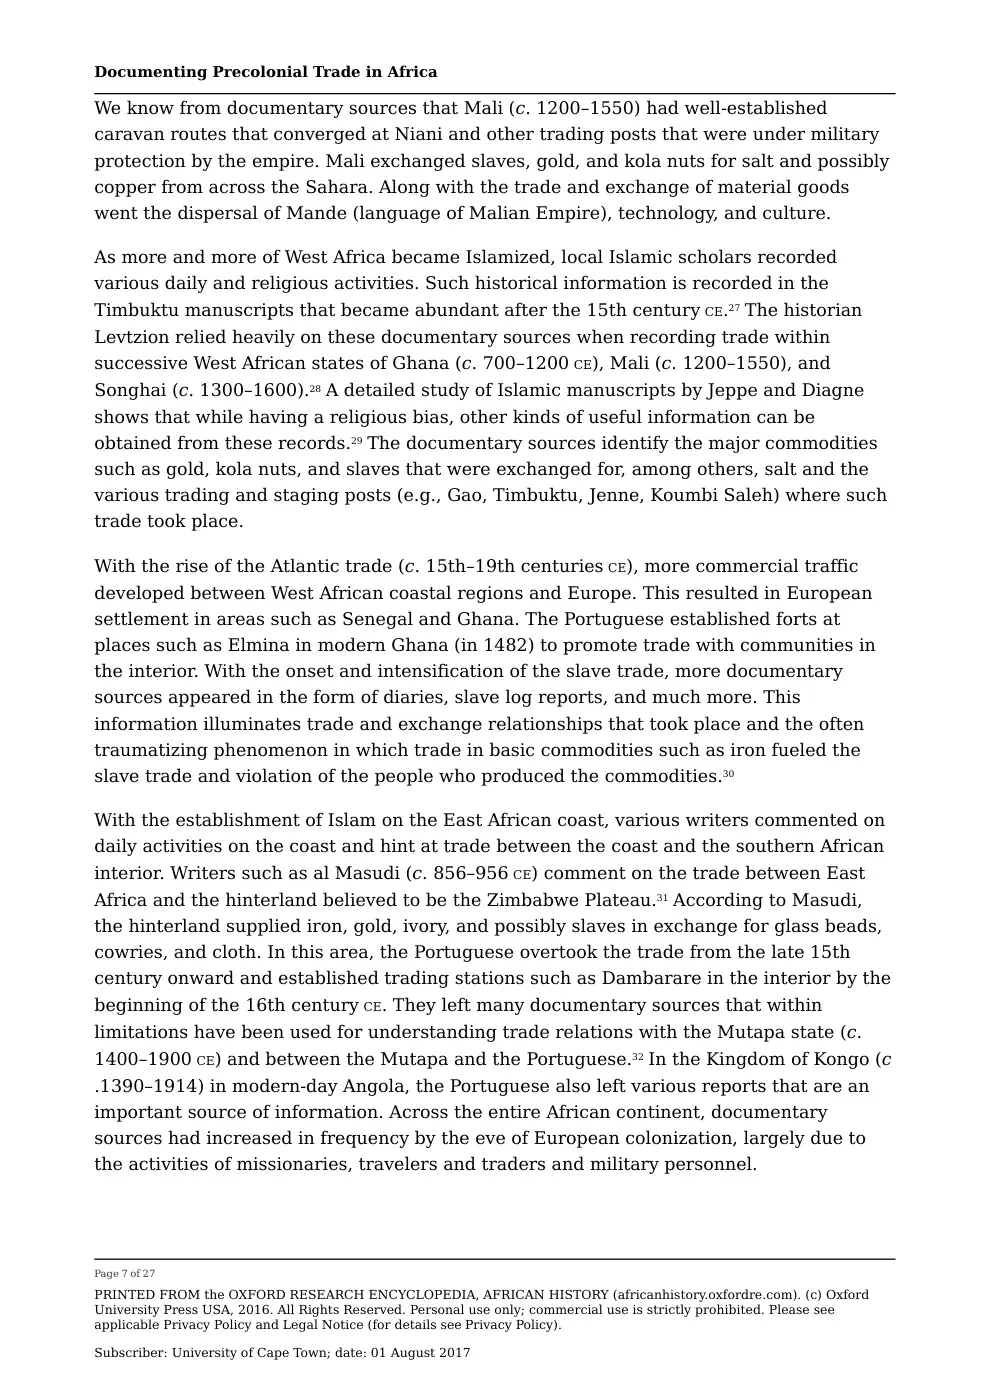 Documenting Precolonial Trade in Africa
We know from documentary sources that Mali (c. 1200–1550) had well-established
caravan routes that converged at Niani and other trading posts that were under military
protection by the empire. Mali exchanged slaves, gold, and kola nuts for salt and possibly
copper from across the Sahara. Along with the trade and exchange of material goods
went the dispersal of Mande (language of Malian Empire), technology, and culture.
As more and more of West Africa became Islamized, local Islamic scholars recorded
various daily and religious activities. Such historical information is recorded in the
Timbuktu manuscripts that became abundant after the 15th century CE.27 The historian
Levtzion relied heavily on these documentary sources when recording trade within
successive West African states of Ghana (c. 700–1200 CE), Mali (c. 1200–1550), and
Songhai (c. 1300–1600).28 A detailed study of Islamic manuscripts by Jeppe and Diagne
shows that while having a religious bias, other kinds of useful information can be
obtained from these records.29 The documentary sources identify the major commodities
such as gold, kola nuts, and slaves that were exchanged for, among others, salt and the
various trading and staging posts (e.g., Gao, Timbuktu, Jenne, Koumbi Saleh) where such
trade took place.
With the rise of the Atlantic trade (c. 15th–19th centuries CE), more commercial traffic
developed between West African coastal regions and Europe. This resulted in European
settlement in areas such as Senegal and Ghana. The Portuguese established forts at
places such as Elmina in modern Ghana (in 1482) to promote trade with communities in
the interior. With the onset and intensification of the slave trade, more documentary
sources appeared in the form of diaries, slave log reports, and much more. This
information illuminates trade and exchange relationships that took place and the often
traumatizing phenomenon in which trade in basic commodities such as iron fueled the
slave trade and violation of the people who produced the commodities.30
With the establishment of Islam on the East African coast, various writers commented on
daily activities on the coast and hint at trade between the coast and the southern African
interior. Writers such as al Masudi (c. 856–956 CE) comment on the trade between East
Africa and the hinterland believed to be the Zimbabwe Plateau.31 According to Masudi,
the hinterland supplied iron, gold, ivory, and possibly slaves in exchange for glass beads,
cowries, and cloth. In this area, the Portuguese overtook the trade from the late 15th
century onward and established trading stations such as Dambarare in the interior by the
beginning of the 16th century CE. They left many documentary sources that within
limitations have been used for understanding trade relations with the Mutapa state (c.
1400–1900 CE) and between the Mutapa and the Portuguese.32 In the Kingdom of Kongo (c
.1390–1914) in modern-day Angola, the Portuguese also left various reports that are an
important source of information. Across the entire African continent, documentary
sources had increased in frequency by the eve of European colonization, largely due to
the activities of missionaries, travelers and traders and military personnel.
Page 7 of 27
PRINTED FROM the OXFORD RESEARCH ENCYCLOPEDIA, AFRICAN HISTORY (africanhistory.oxfordre.com). (c) Oxford
University Press USA, 2016. All Rights Reserved. Personal use only; commercial use is strictly prohibited. Please see
applicable Privacy Policy and Legal Notice (for details see Privacy Policy).
Subscriber: University of Cape Town; date: 01 August 2017